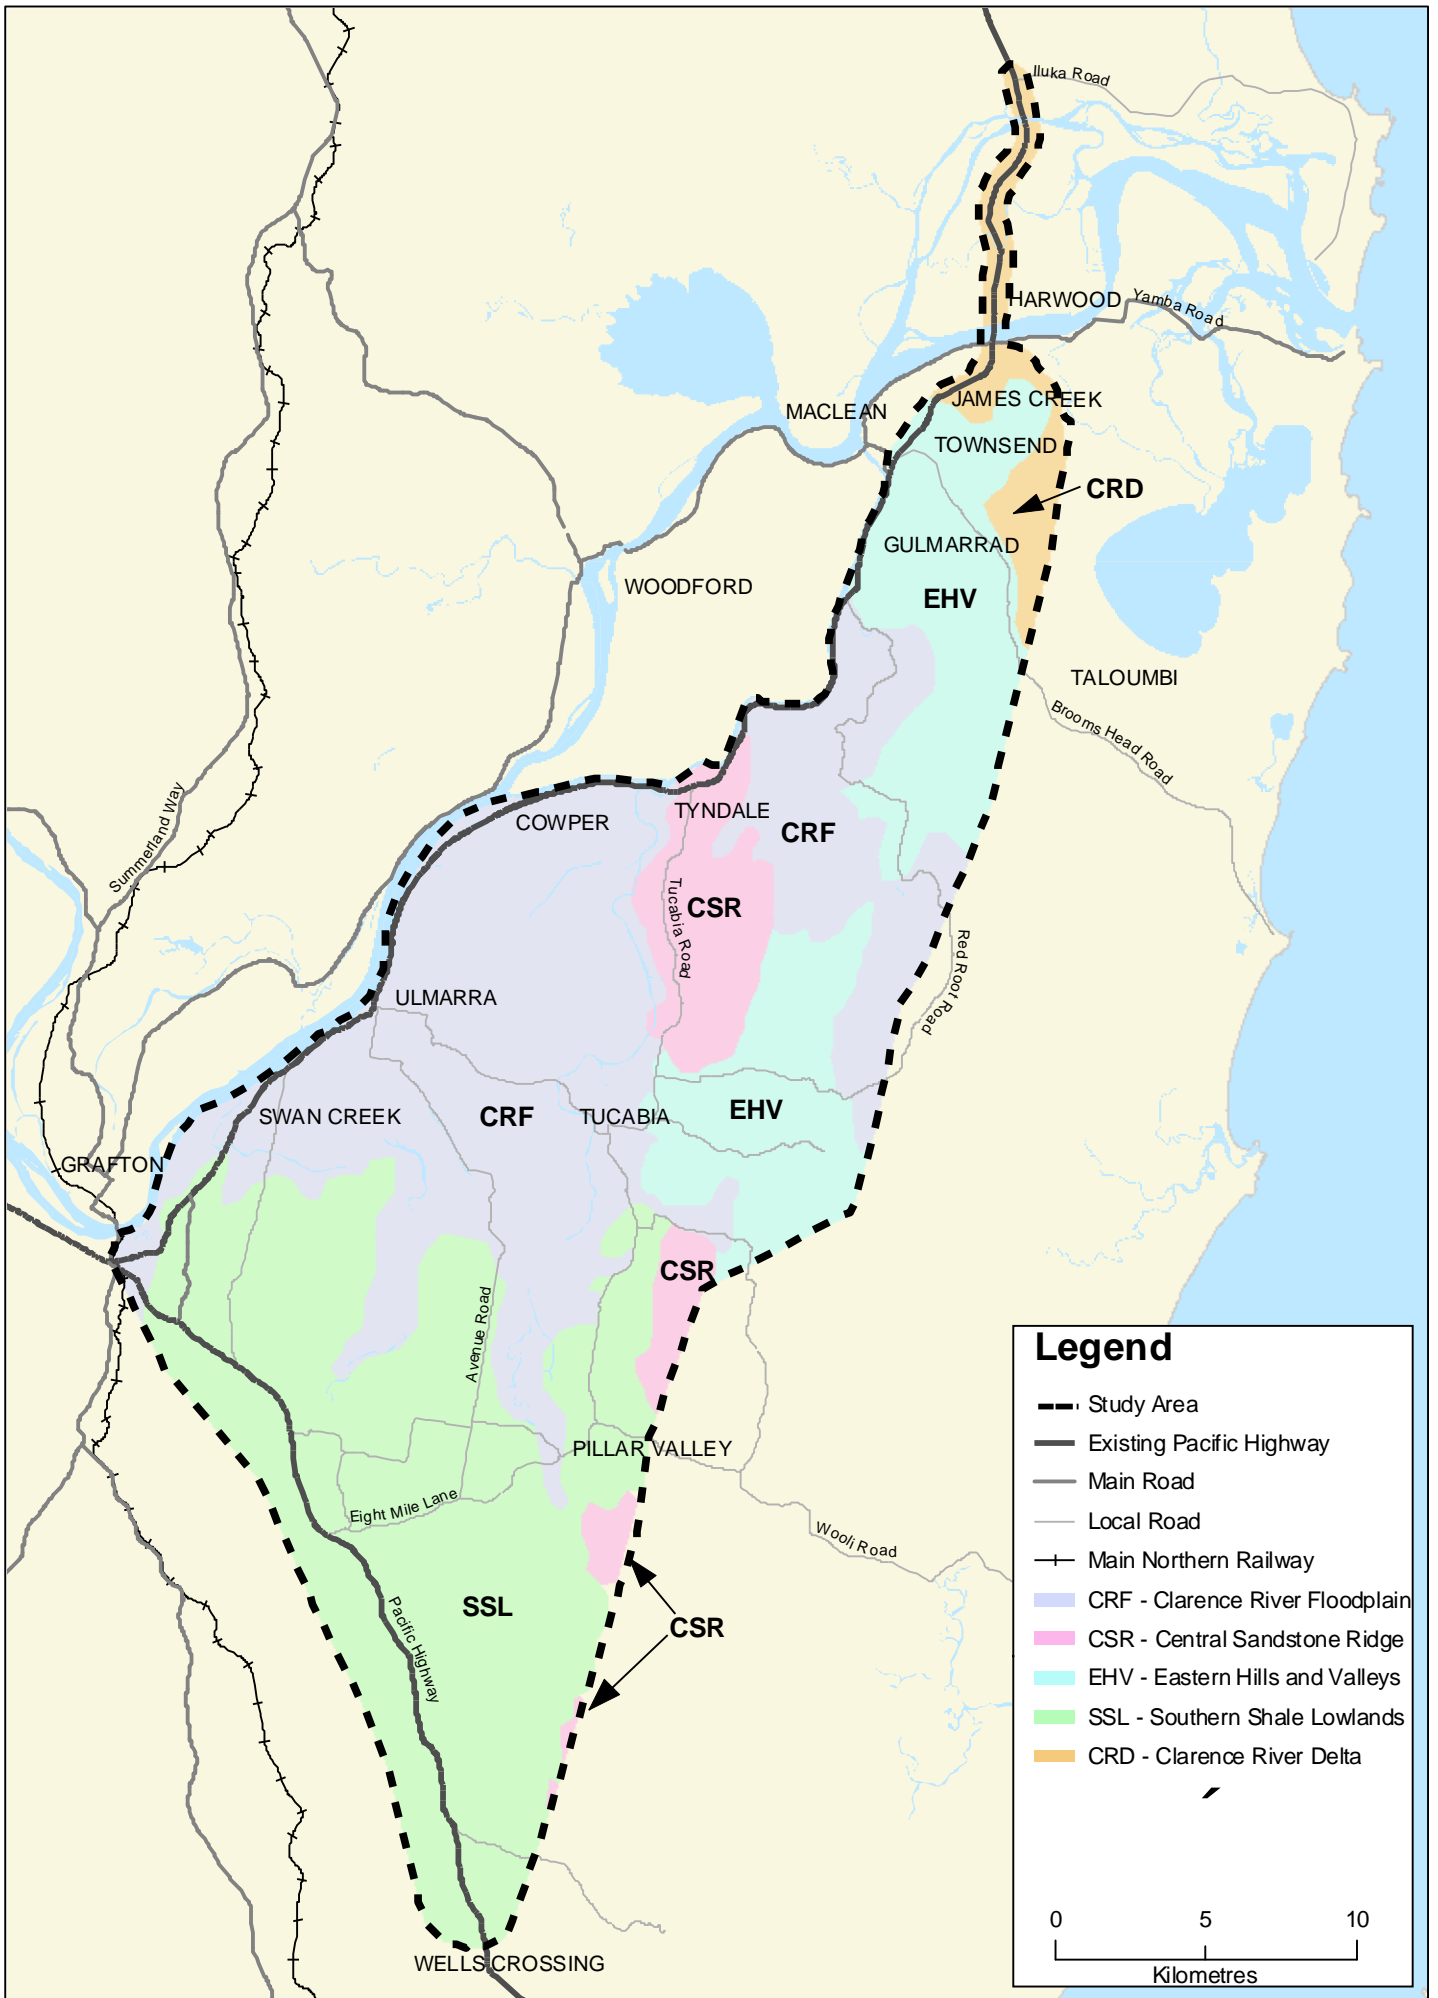 Iluka Road
HARWOOD
Yamba Road
JAMES CREEK
MACLEAN
TOWNSEND
CRD
GULMARRAD
WOODFORD
EHV
TALOUMBI
Brooms Head Road
Summerland Way
TYNDALE
COWPER
CRF
CSR
Tucabia Road
Red Root Road
ULMARRA
SWAN CREEK
CRF
TUCABIA
EHV
GRAFTON
CSR
Avenue Road
PILLAR VALLEY
Eight Mile Lane
Wooli Road
SSL
Pacific Highway
CSR
WELLS CROSSING
Legend
Study Area
Existing Pacific Highway
Main Road
Local Road
Main Northern Railway
CRF - Clarence River Floodplain
CSR - Central Sandstone Ridge
EHV - Eastern Hills and Valleys
SSL - Southern Shale Lowlands
CRD - Clarence River Delta
0 5 10
Kilometres